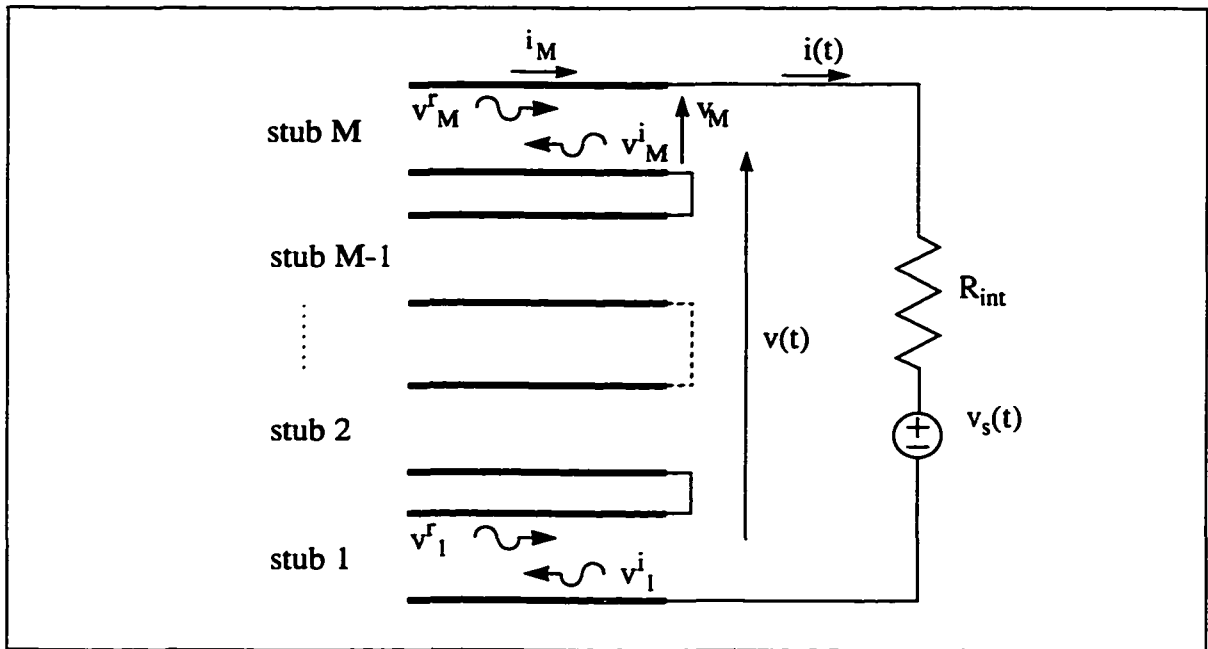 i_M
i(t)
v^r_M
v_M
stub M
v^i_M
stub M-1
R_int
v(t)
stub 2
v_s(t)
v^r_1
stub 1
v^i_1